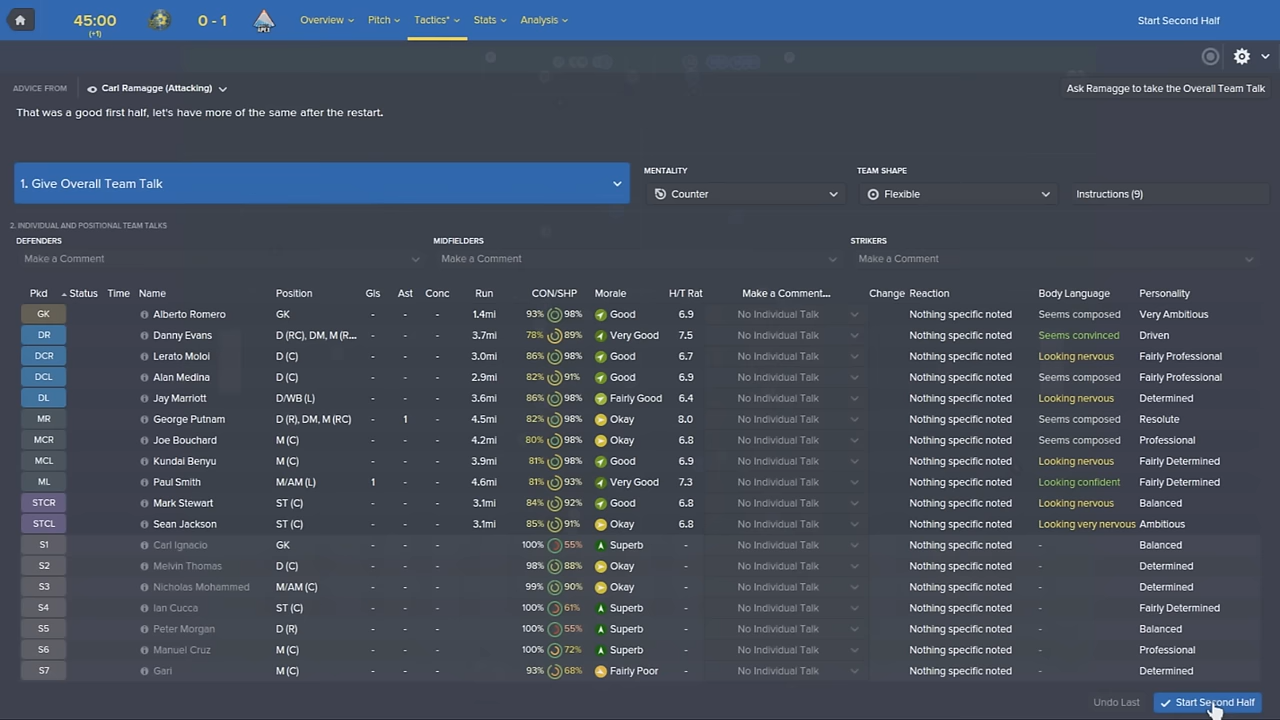 45:00 (+1) 0 - 1 APEX Overview Pitch Tactics* Stats Analysis Start Second Half
ADVICE FROM Carl Ramagge (Attacking) Ask Ramagge to take the Overall Team Talk
That was a good first half, let's have more of the same after the restart.
MENTALITY TEAM SHAPE
1. Give Overall Team Talk Counter Flexible Instructions (9)
2. INDIVIDUAL AND POSITIONAL TEAM TALKS
DEFENDERS MIDFIELDERS STRIKERS
Make a Comment Make a Comment Make a Comment
Pkd Status Time Name Position Gls Ast Conc Run CON/SHP Morale H/T Rat Make a Comment... Change Reaction Body Language Personality
GK Alberto Romero GK - - - 1.4mi 93% 98% Good 6.9 No Individual Talk Nothing specific noted Seems composed Very Ambitious
DR Danny Evans D (RC), DM, M (R... - - - 3.7mi 78% 89% Very Good 7.5 No Individual Talk Nothing specific noted Seems convinced Driven
DCR Lerato Moloi D (C) - - - 3.0mi 86% 98% Good 6.7 No Individual Talk Nothing specific noted Looking nervous Fairly Professional
DCL Alan Medina D (C) - - - 2.9mi 82% 91% Good 6.9 No Individual Talk Nothing specific noted Seems composed Fairly Professional
DL Jay Marriott D/WB (L) - - - 3.6mi 86% 98% Fairly Good 6.4 No Individual Talk Nothing specific noted Looking nervous Determined
MR George Putnam D (R), DM, M (RC) - 1 - 4.5mi 82% 98% Okay 8.0 No Individual Talk Nothing specific noted Seems composed Resolute
MCR Joe Bouchard M (C) - - - 4.2mi 80% 98% Okay 6.8 No Individual Talk Nothing specific noted Seems composed Professional
MCL Kundai Benyu M (C) - - - 3.9mi 81% 98% Good 6.9 No Individual Talk Nothing specific noted Looking nervous Fairly Determined
ML Paul Smith M/AM (L) 1 - - 4.6mi 81% 93% Very Good 7.3 No Individual Talk Nothing specific noted Looking confident Fairly Determined
STCR Mark Stewart ST (C) - - - 3.1mi 84% 92% Good 6.8 No Individual Talk Nothing specific noted Looking nervous Balanced
STCL Sean Jackson ST (C) - - - 3.1mi 85% 91% Okay 6.8 No Individual Talk Nothing specific noted Looking very nervous Ambitious
S1 Carl Ignacio GK - - - 100% 55% Superb - No Individual Talk Nothing specific noted - Balanced
S2 Melvin Thomas D (C) - - - 98% 88% Okay - No Individual Talk Nothing specific noted - Determined
S3 Nicholas Mohammed M/AM (C) - - - 99% 90% Okay - No Individual Talk Nothing specific noted - Determined
S4 Ian Cucca ST (C) - - - 100% 61% Superb - No Individual Talk Nothing specific noted - Fairly Determined
S5 Peter Morgan D (R) - - - 100% 55% Superb - No Individual Talk Nothing specific noted - Balanced
S6 Manuel Cruz M (C) - - - 100% 72% Superb - No Individual Talk Nothing specific noted - Professional
S7 Gari M (C) - - - 93% 68% Fairly Poor - No Individual Talk Nothing specific noted - Determined
Undo Last Start Second Half